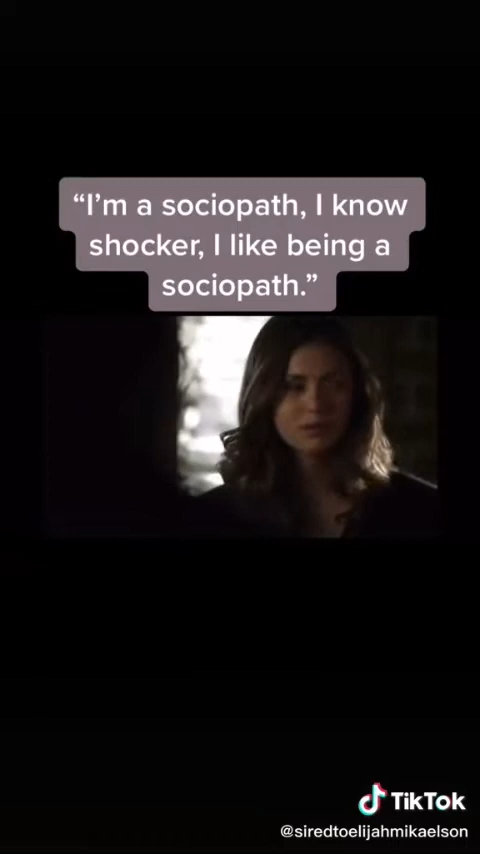 “I’m a sociopath, I know
shocker, I like being a
sociopath.”
TikTok
@siredtoelijahmikaelson